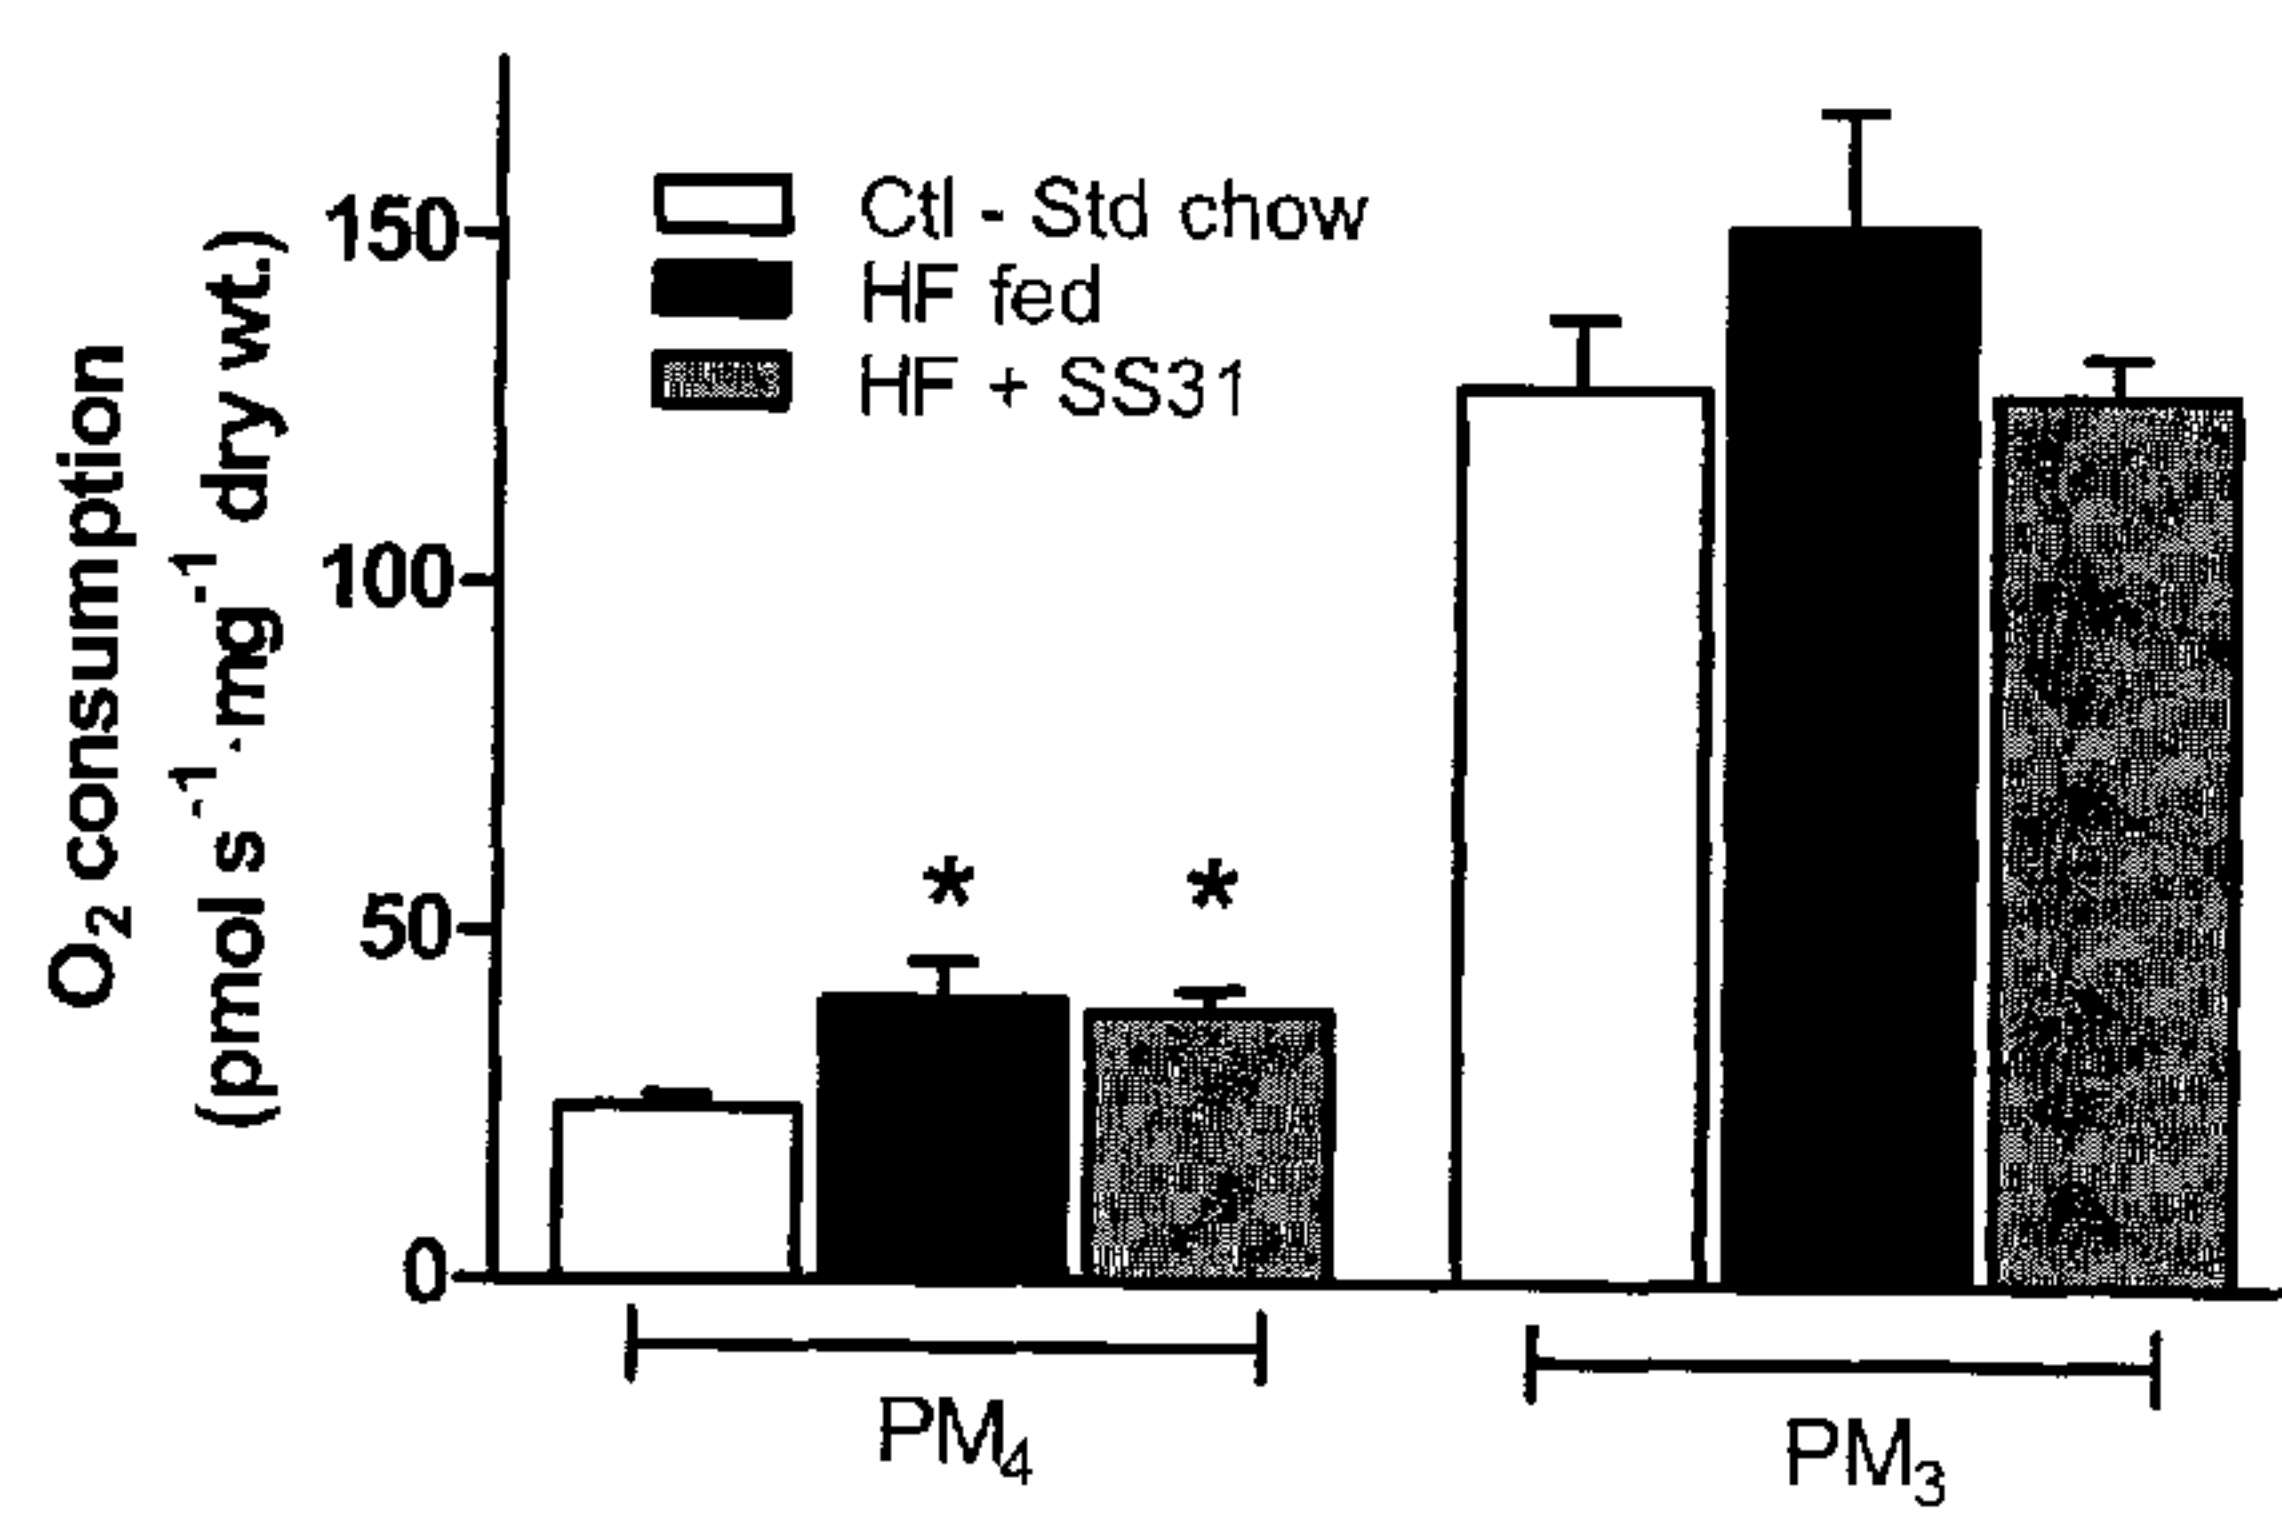 O₂ consumption
(pmol s⁻¹·mg⁻¹ dry wt.)
150
100
50
0
Ctl - Std chow
HF fed
HF + SS31
*
*
PM₄
PM₃